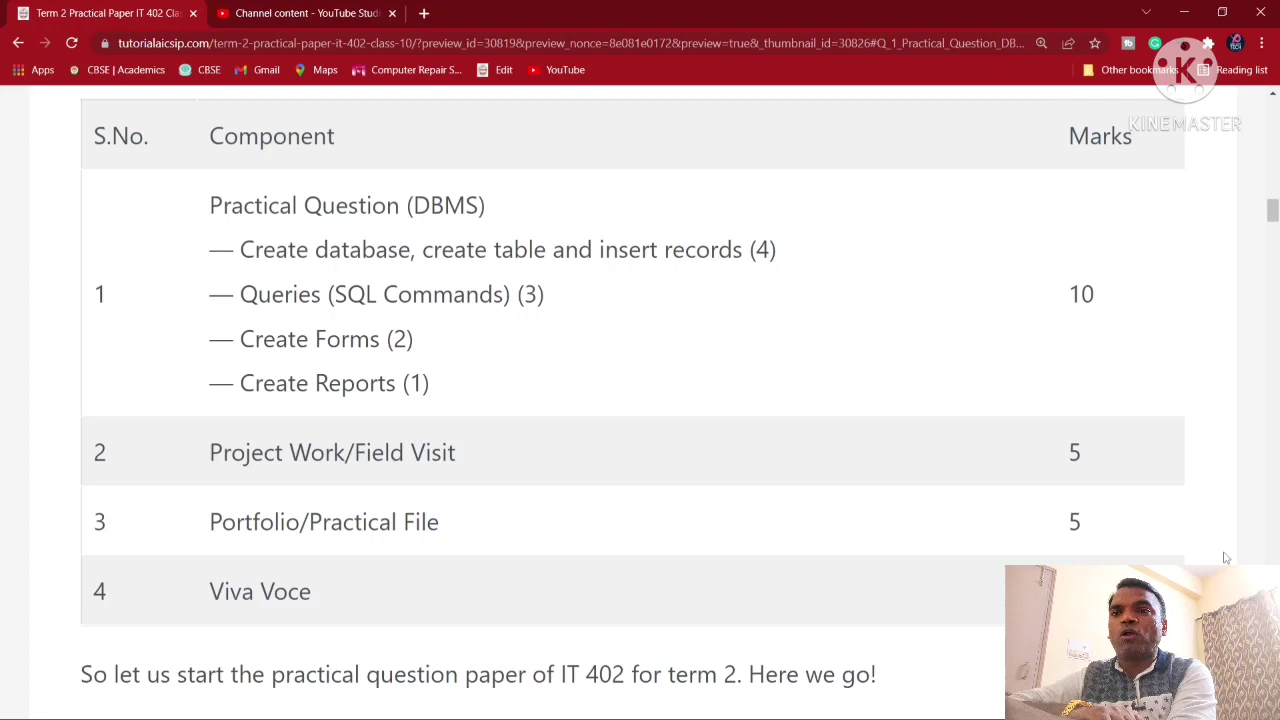 Term 2 Practical Paper IT 402 Clas
Channel content - YouTube Studi
tutorialaicsip.com/term-2-practical-paper-it-402-class-10/?preview_id=30819&preview_nonce=8e081e0172&preview=true&_thumbnail_id=30826#Q_1_Practical_Question_DB...
Apps
CBSE | Academics
CBSE
Gmail
Maps
Computer Repair S...
Edit
YouTube
Other bookmarks
Reading list
KINEMASTER
S.No. Component Marks
Practical Question (DBMS)
— Create database, create table and insert records (4)
1 — Queries (SQL Commands) (3) 10
— Create Forms (2)
— Create Reports (1)
2 Project Work/Field Visit 5
3 Portfolio/Practical File 5
4 Viva Voce
So let us start the practical question paper of IT 402 for term 2. Here we go!